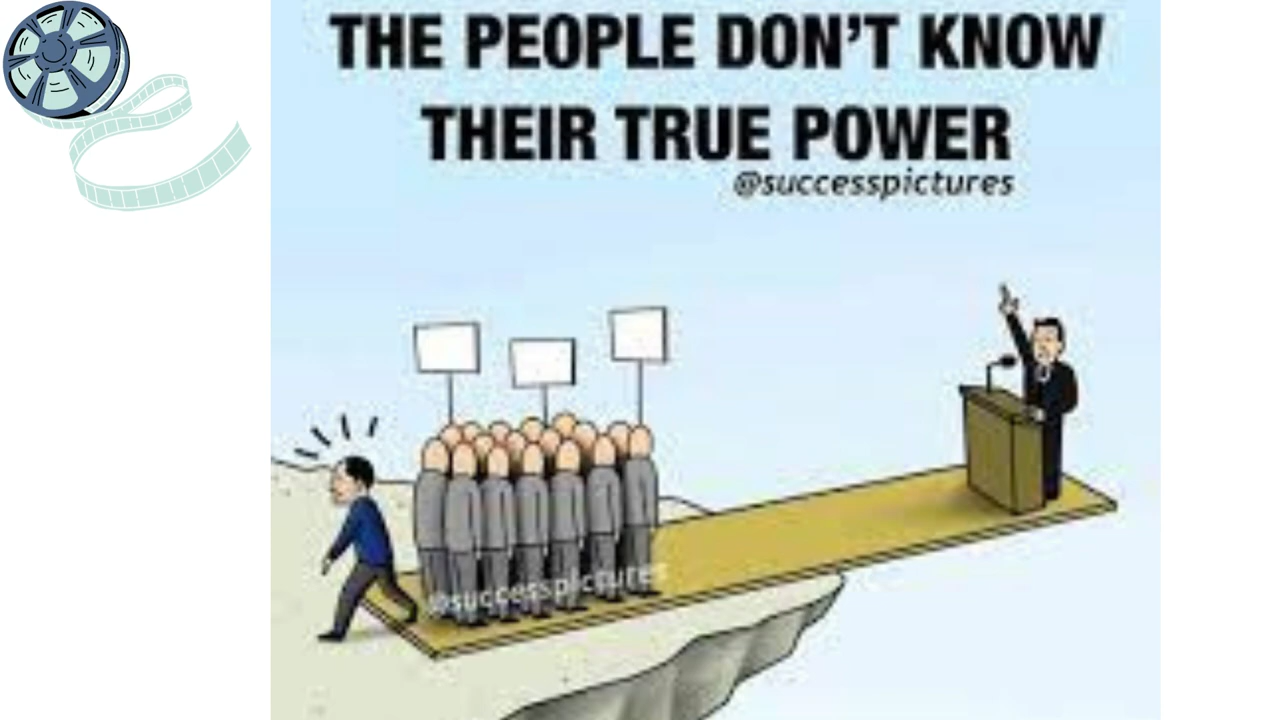 THE PEOPLE DON'T KNOW
THEIR TRUE POWER
@successpictures
@successpictures